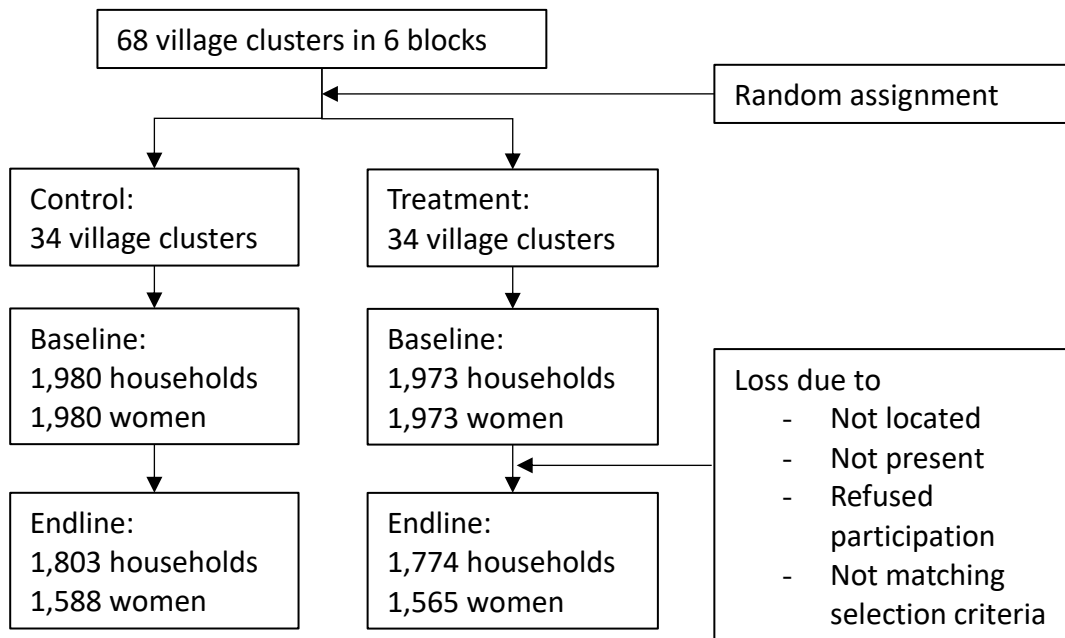 68 village clusters in 6 blocks
Random assignment
Control:
34 village clusters
Treatment:
34 village clusters
Baseline:
1,980 households
1,980 women
Baseline:
1,973 households
1,973 women
Loss due to
- Not located
- Not present
- Refused
participation
- Not matching
selection criteria
Endline:
1,803 households
1,588 women
Endline:
1,774 households
1,565 women